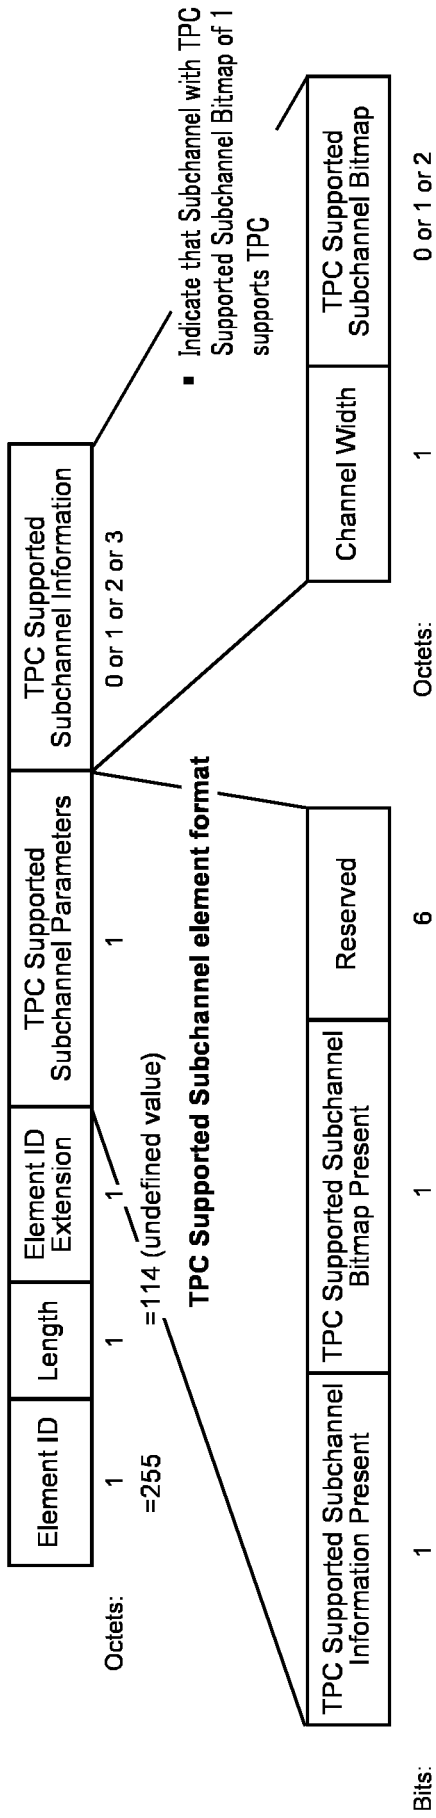 Element ID
Length
Element ID
Extension
TPC Supported
Subchannel Parameters
TPC Supported
Subchannel Information
Octets:
1
1
1
1
0 or 1 or 2 or 3
=255
=114 (undefined value)
TPC Supported Subchannel element format
▪ Indicate that Subchannel with TPC
Supported Subchannel Bitmap of 1
supports TPC
TPC Supported Subchannel
Information Present
TPC Supported Subchannel
Bitmap Present
Reserved
Bits:
1
1
6
Channel Width
TPC Supported
Subchannel Bitmap
Octets:
1
0 or 1 or 2